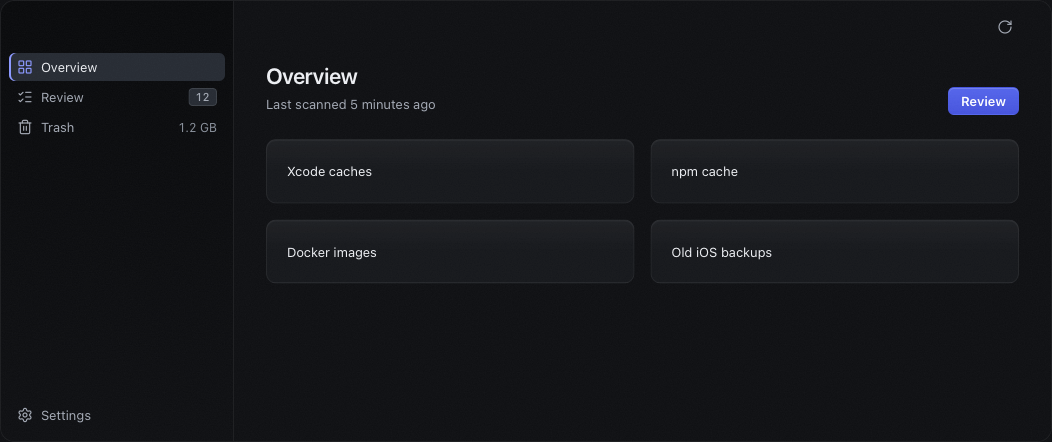 Overview
Review 12
Trash 1.2 GB
Settings
Overview
Last scanned 5 minutes ago
Review
Xcode caches
npm cache
Docker images
Old iOS backups